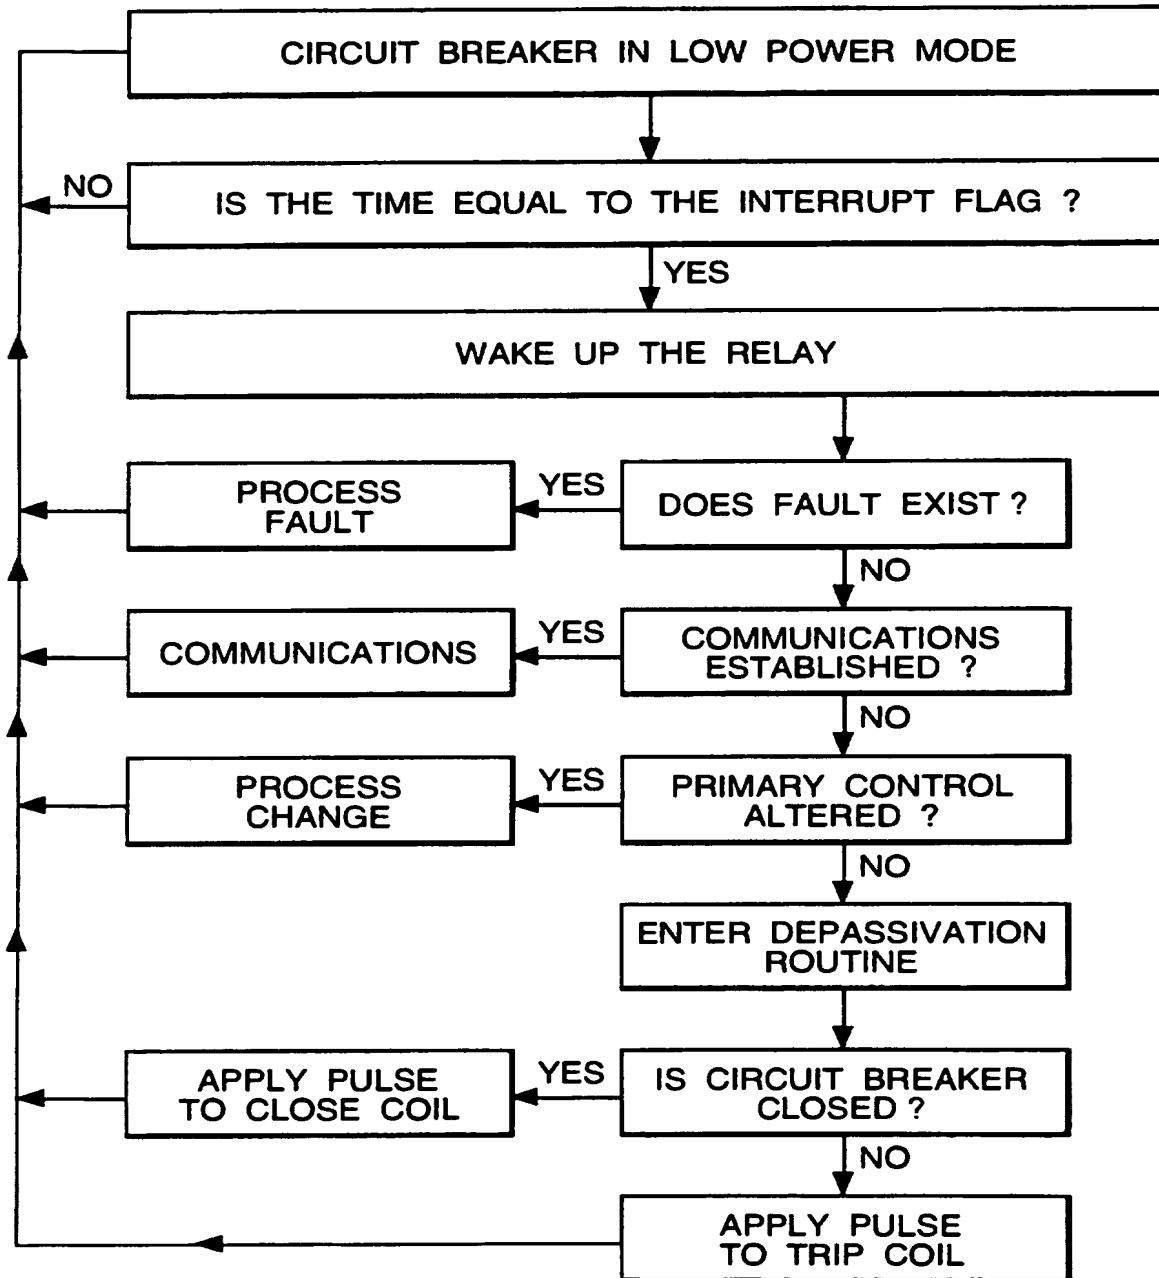 CIRCUIT BREAKER IN LOW POWER MODE
NO
IS THE TIME EQUAL TO THE INTERRUPT FLAG ?
YES
WAKE UP THE RELAY
PROCESS
FAULT
YES
DOES FAULT EXIST ?
NO
COMMUNICATIONS
YES
COMMUNICATIONS
ESTABLISHED ?
NO
PROCESS
CHANGE
YES
PRIMARY CONTROL
ALTERED ?
NO
ENTER DEPASSIVATION
ROUTINE
APPLY PULSE
TO CLOSE COIL
YES
IS CIRCUIT BREAKER
CLOSED ?
NO
APPLY PULSE
TO TRIP COIL